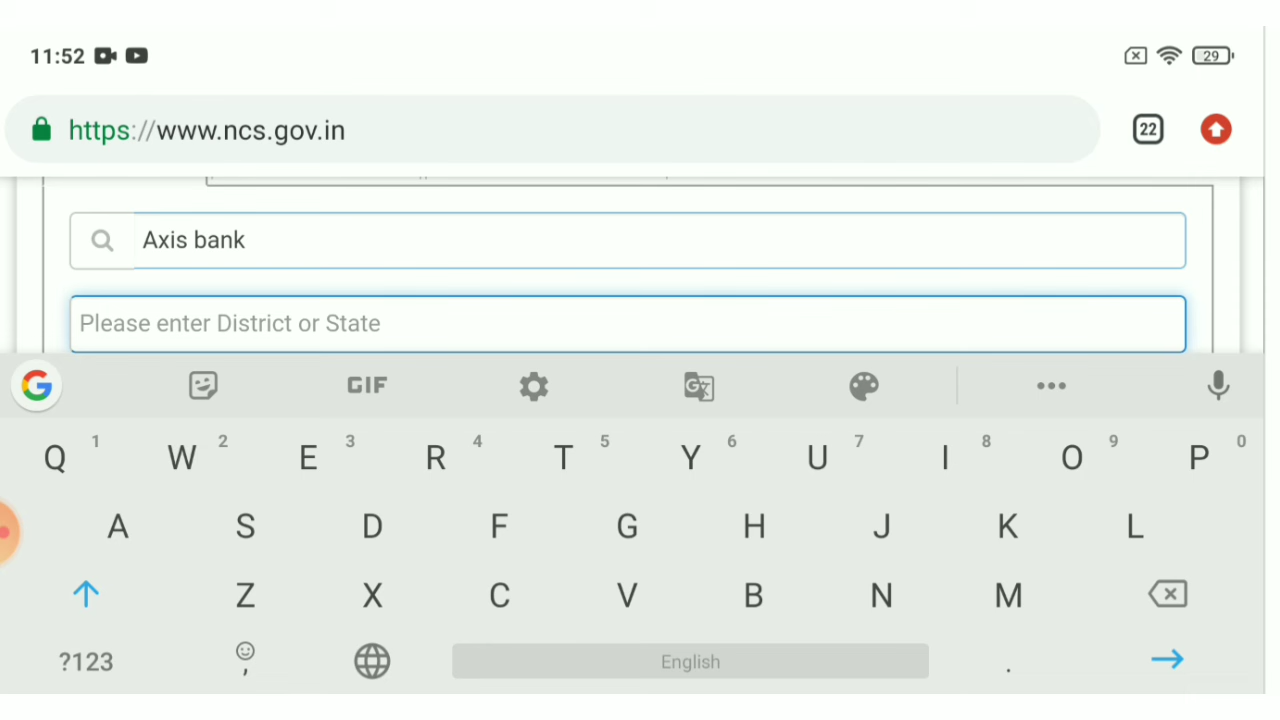 11:52 29
https://www.ncs.gov.in 22
Axis bank
Please enter District or State
G GIF G
Q 1 W 2 E 3 R 4 T 5 Y 6 U 7 I 8 O 9 P 0
A S D F G H J K L
Z X C V B N M
?123 , English .